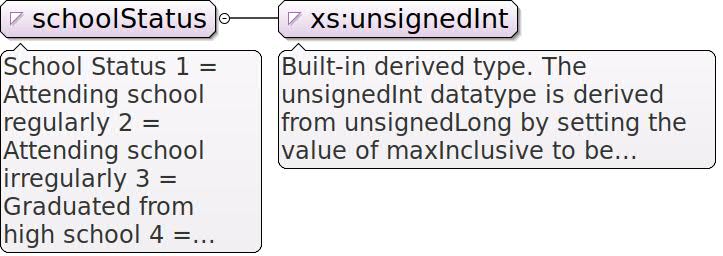 schoolStatus
xs:unsignedInt
School Status 1 =
Attending school
regularly 2 =
Attending school
irregularly 3 =
Graduated from
high school 4 =...
Built-in derived type. The
unsignedInt datatype is derived
from unsignedLong by setting the
value of maxInclusive to be...